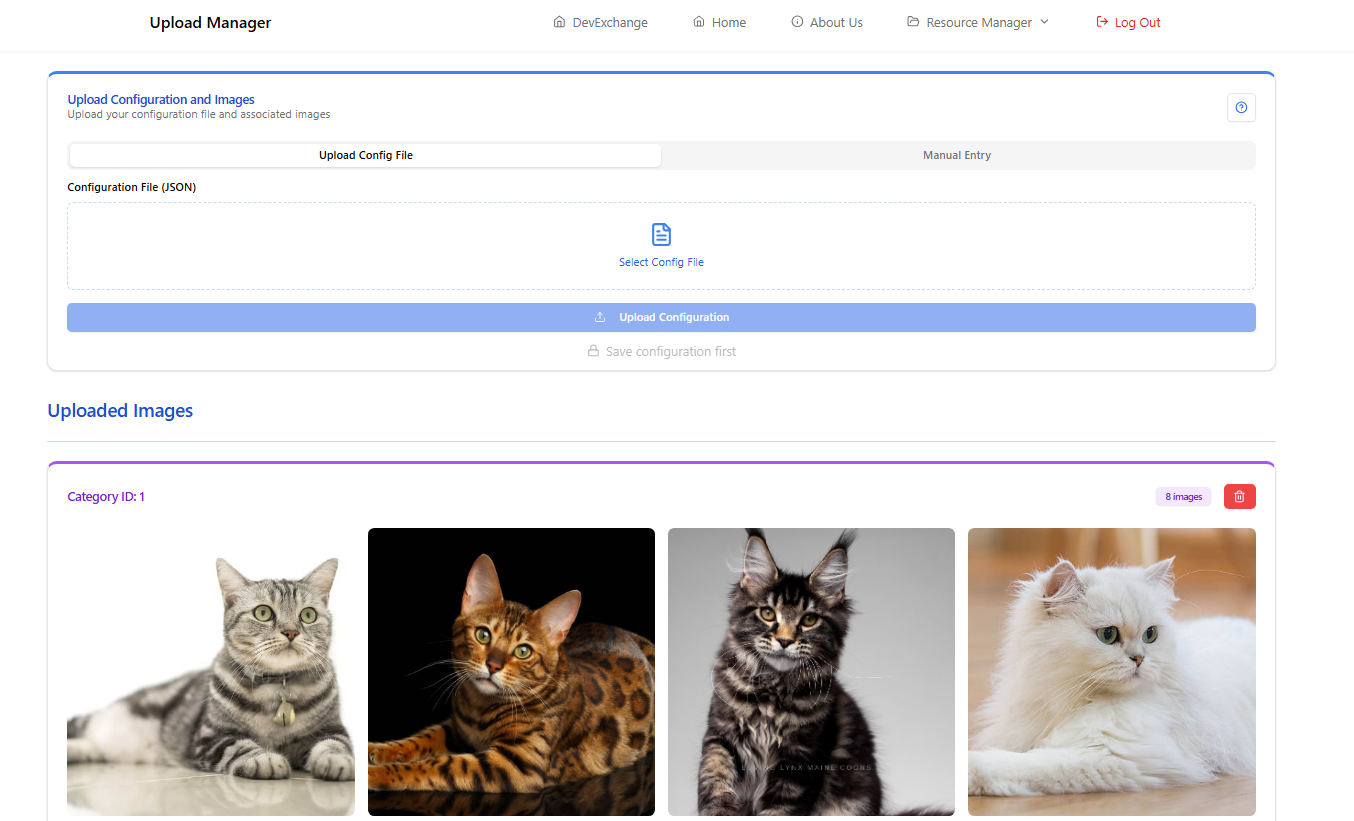 Upload Manager
DevExchange
Home
About Us
Resource Manager
Log Out
Upload Configuration and Images
Upload your configuration file and associated images
Upload Config File
Manual Entry
Configuration File (JSON)
Select Config File
Upload Configuration
Save configuration first
Uploaded Images
Category ID: 1
8 images
LYNX MAINE COONS